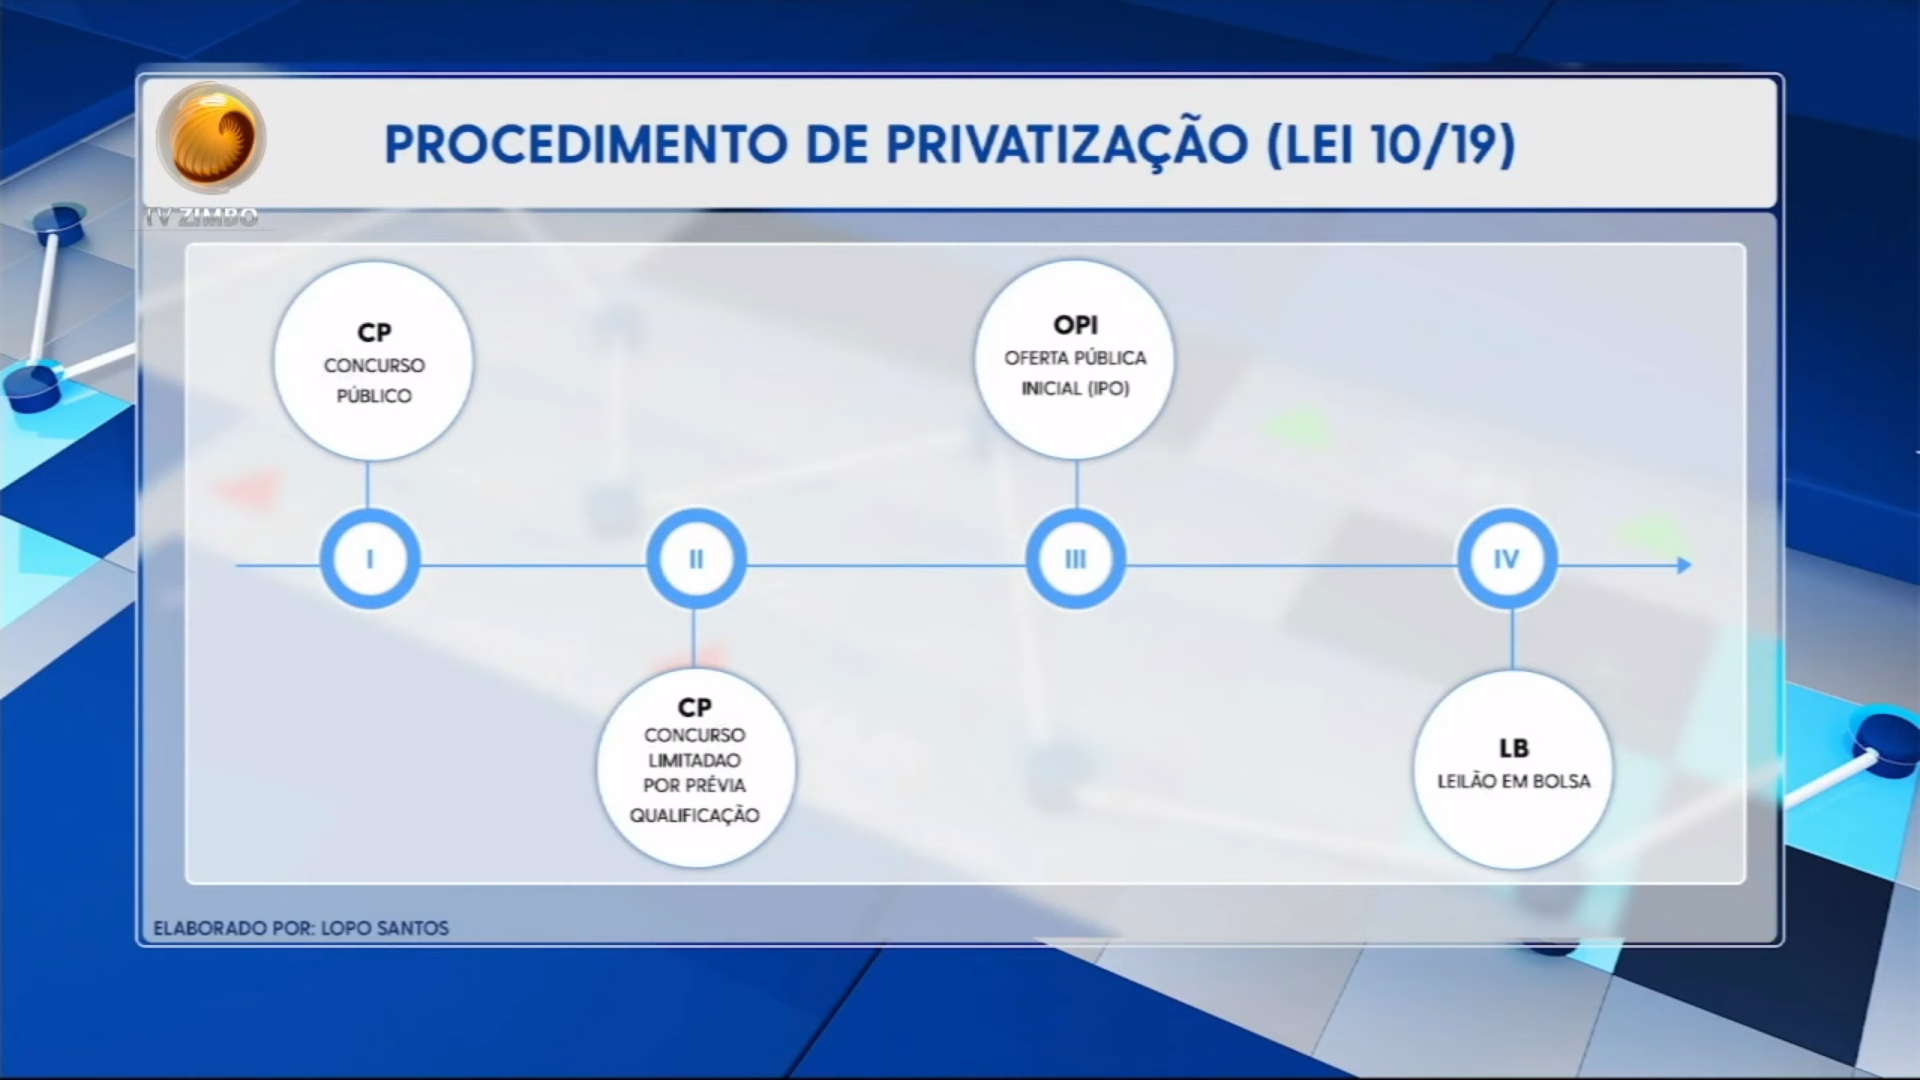 PROCEDIMENTO DE PRIVATIZAÇÃO (LEI 10/19)
TV ZIMBO
CP
CONCURSO
PÚBLICO
OPI
OFERTA PÚBLICA
INICIAL (IPO)
I
II
III
IV
CP
CONCURSO
LIMITADAO
POR PRÉVIA
QUALIFICAÇÃO
LB
LEILÃO EM BOLSA
ELABORADO POR: LOPO SANTOS